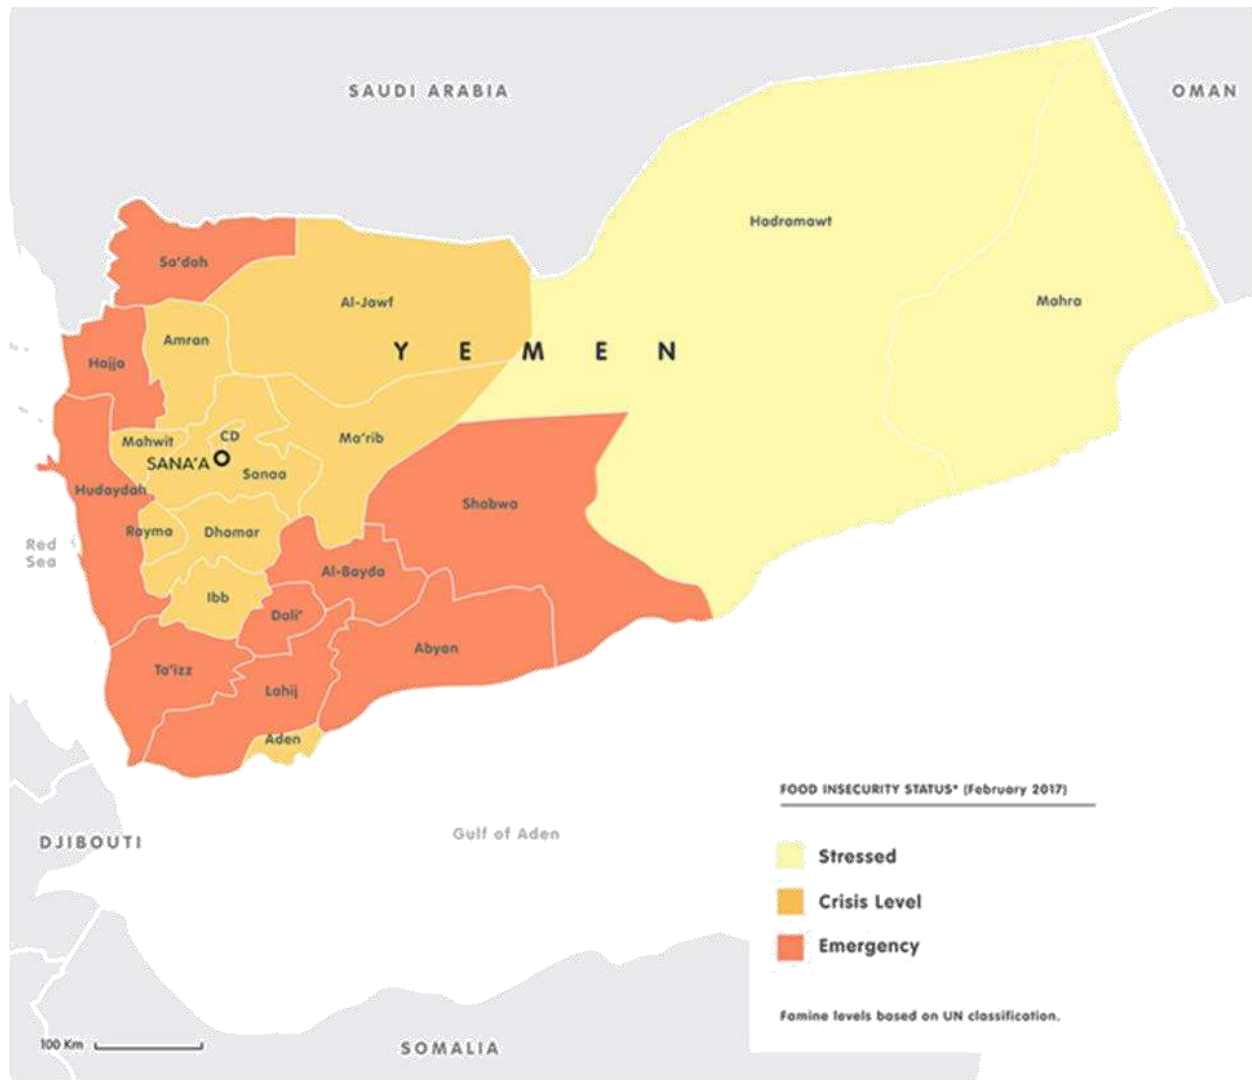 SAUDI ARABIA
OMAN
Hadramawt
Sa'dah
Al-Jawf
Mahra
Amran
Y E M E N
Hajja
CD
Mahwit
Ma'rib
SANA'A
Sanaa
Hudaydah
Shabwa
Rayma
Dhamar
Red
Sea
Al-Bayda
Ibb
Dali'
Abyan
Ta'izz
Lahij
Aden
FOOD INSECURITY STATUS* (February 2017)
Gulf of Aden
DJIBOUTI
Stressed
Crisis Level
Emergency
Famine levels based on UN classification.
100 Km
SOMALIA